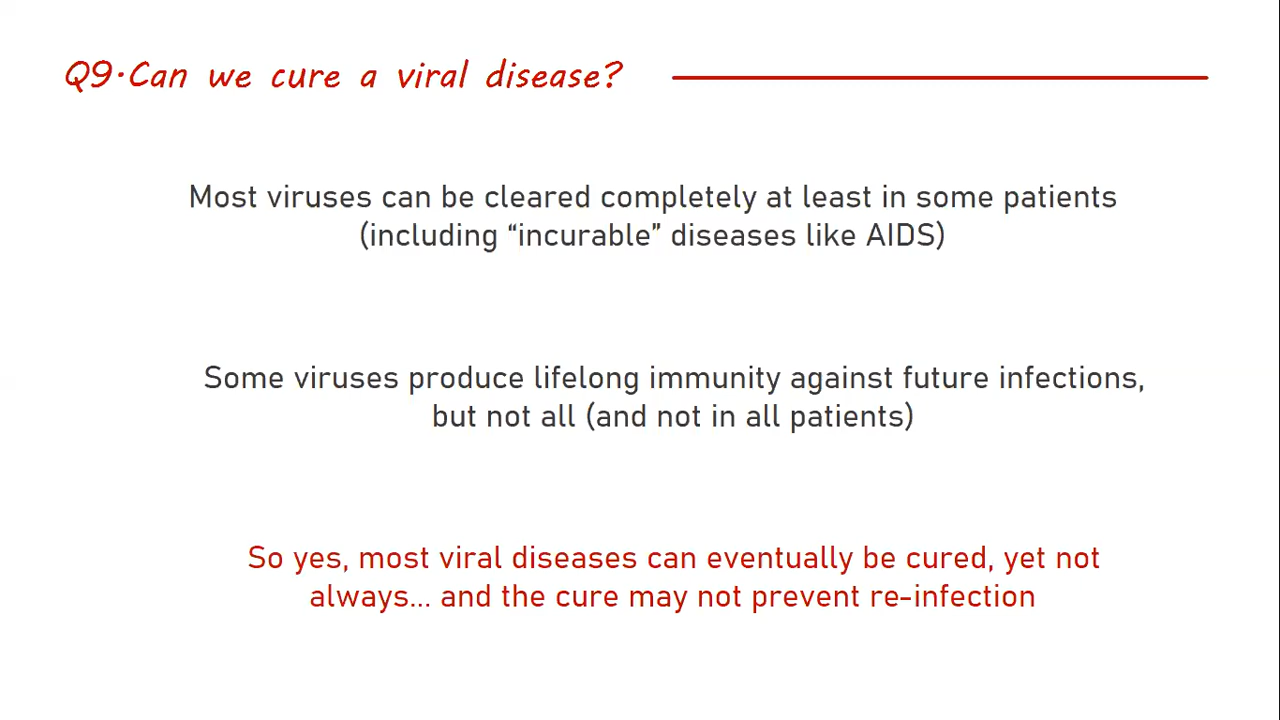 Q9·Can we cure a viral disease?
Most viruses can be cleared completely at least in some patients
(including “incurable” diseases like AIDS)
Some viruses produce lifelong immunity against future infections,
but not all (and not in all patients)
So yes, most viral diseases can eventually be cured, yet not
always... and the cure may not prevent re-infection